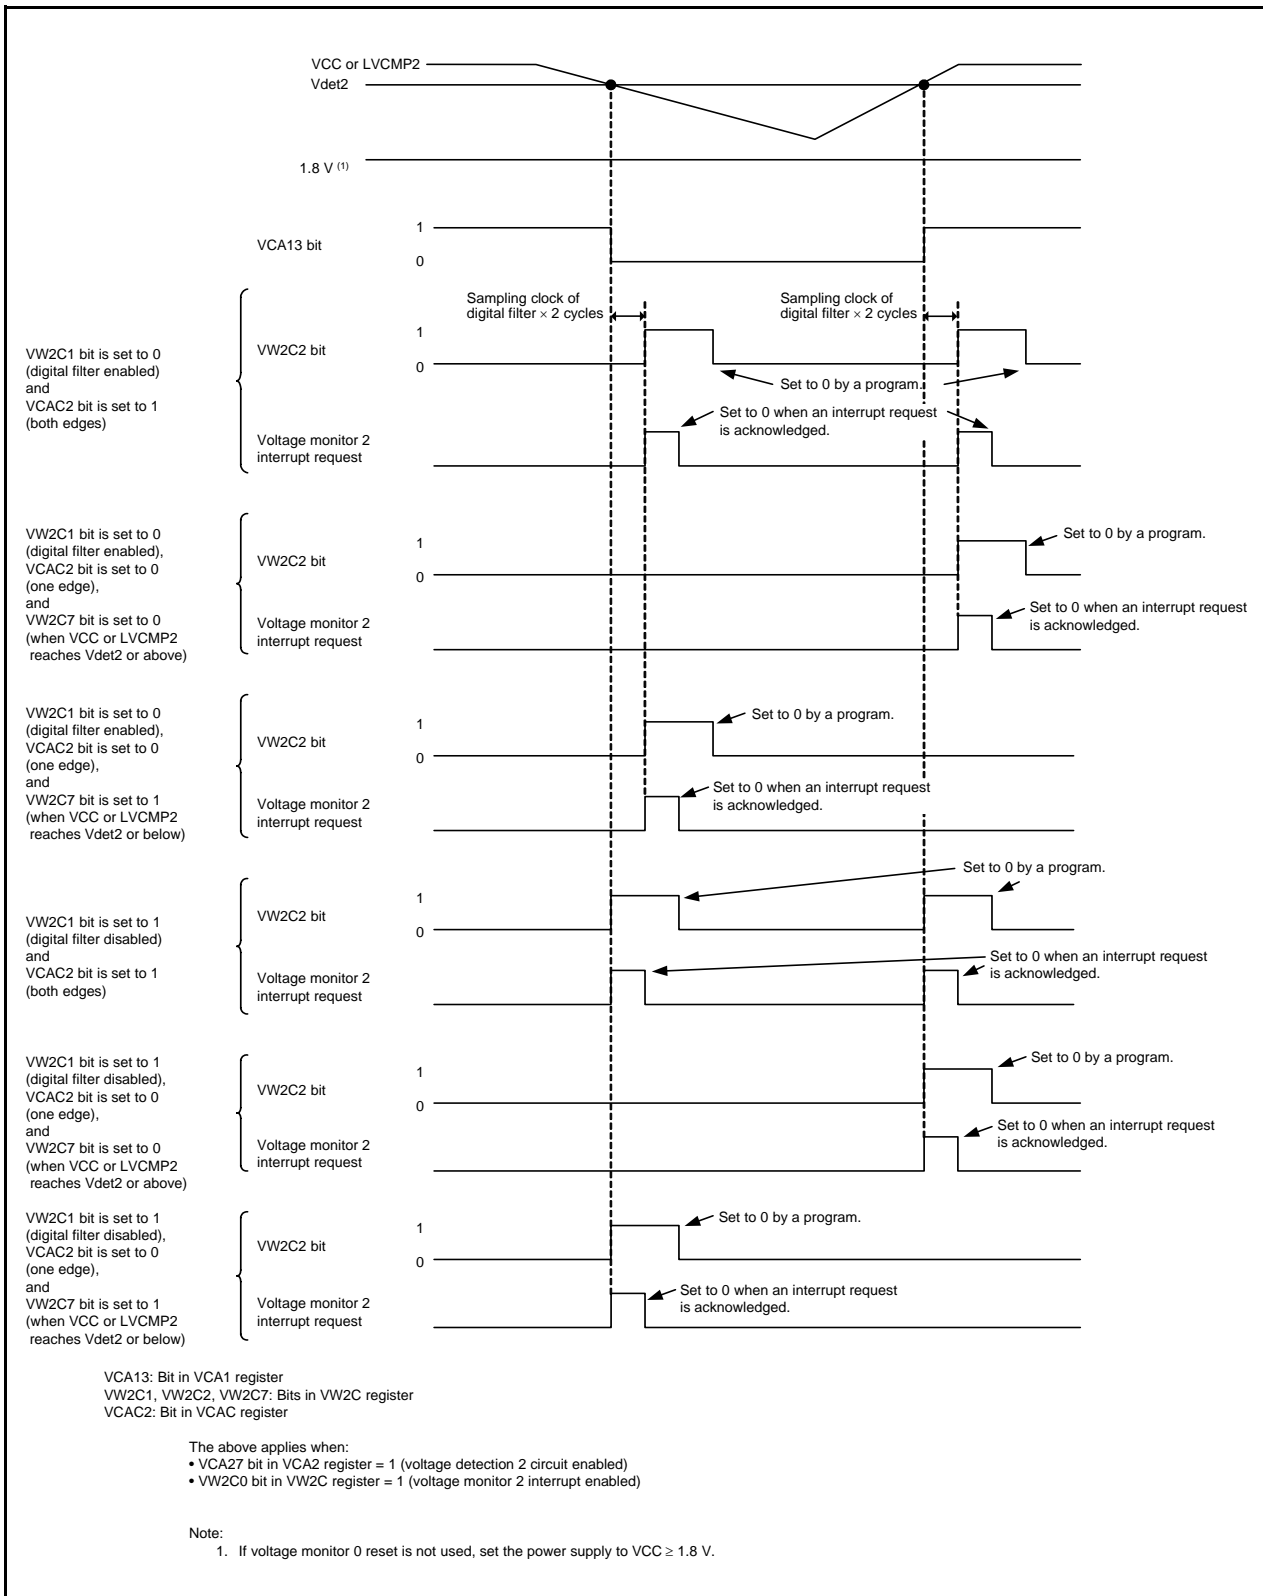 VCC or LVCMP2
Vdet2
1.8 V (1)
VCA13 bit
1
0
Sampling clock of
digital filter × 2 cycles
Sampling clock of
digital filter × 2 cycles
VW2C1 bit is set to 0
(digital filter enabled)
and
VCAC2 bit is set to 1
(both edges)
VW2C2 bit
1
0
Set to 0 by a program.
Voltage monitor 2
interrupt request
Set to 0 when an interrupt request
is acknowledged.
VW2C1 bit is set to 0
(digital filter enabled),
VCAC2 bit is set to 0
(one edge),
and
VW2C7 bit is set to 0
(when VCC or LVCMP2
reaches Vdet2 or above)
VW2C2 bit
1
0
Set to 0 by a program.
Voltage monitor 2
interrupt request
Set to 0 when an interrupt request
is acknowledged.
VW2C1 bit is set to 0
(digital filter enabled),
VCAC2 bit is set to 0
(one edge),
and
VW2C7 bit is set to 1
(when VCC or LVCMP2
reaches Vdet2 or below)
VW2C2 bit
1
0
Set to 0 by a program.
Voltage monitor 2
interrupt request
Set to 0 when an interrupt request
is acknowledged.
VW2C1 bit is set to 1
(digital filter disabled)
and
VCAC2 bit is set to 1
(both edges)
VW2C2 bit
1
0
Set to 0 by a program.
Voltage monitor 2
interrupt request
Set to 0 when an interrupt request
is acknowledged.
VW2C1 bit is set to 1
(digital filter disabled),
VCAC2 bit is set to 0
(one edge),
and
VW2C7 bit is set to 0
(when VCC or LVCMP2
reaches Vdet2 or above)
VW2C2 bit
1
0
Set to 0 by a program.
Voltage monitor 2
interrupt request
Set to 0 when an interrupt request
is acknowledged.
VW2C1 bit is set to 1
(digital filter disabled),
VCAC2 bit is set to 0
(one edge),
and
VW2C7 bit is set to 1
(when VCC or LVCMP2
reaches Vdet2 or below)
VW2C2 bit
1
0
Set to 0 by a program.
Voltage monitor 2
interrupt request
Set to 0 when an interrupt request
is acknowledged.
VCA13: Bit in VCA1 register
VW2C1, VW2C2, VW2C7: Bits in VW2C register
VCAC2: Bit in VCAC register
The above applies when:
• VCA27 bit in VCA2 register = 1 (voltage detection 2 circuit enabled)
• VW2C0 bit in VW2C register = 1 (voltage monitor 2 interrupt enabled)
Note:
1. If voltage monitor 0 reset is not used, set the power supply to VCC ≥ 1.8 V.